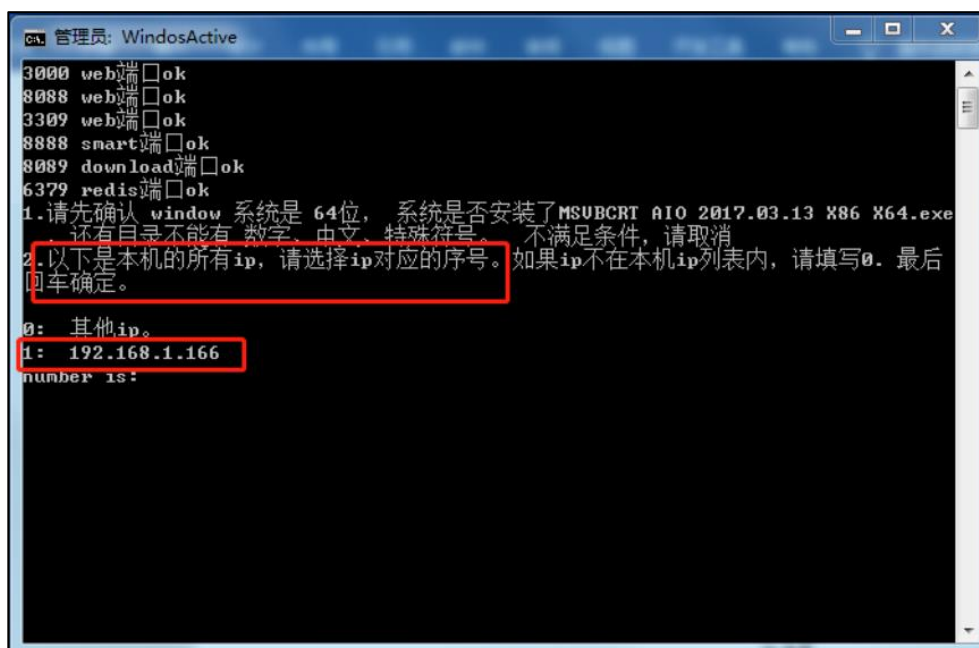 管理员: WindosActive
3000 web端口ok
8088 web端口ok
3309 web端口ok
8888 smart端口ok
8089 download端口ok
6379 redis端口ok
1.请先确认 window 系统是 64位， 系统是否安装了MSVBCRT AIO 2017.03.13 X86 X64.exe
、还有目录不能有 数字、中文、特殊符号。 不满足条件，请取消
2.以下是本机的所有ip，请选择ip对应的序号。如果ip不在本机ip列表内，请填写0. 最后
回车确定。
0: 其他ip。
1: 192.168.1.166
number is: